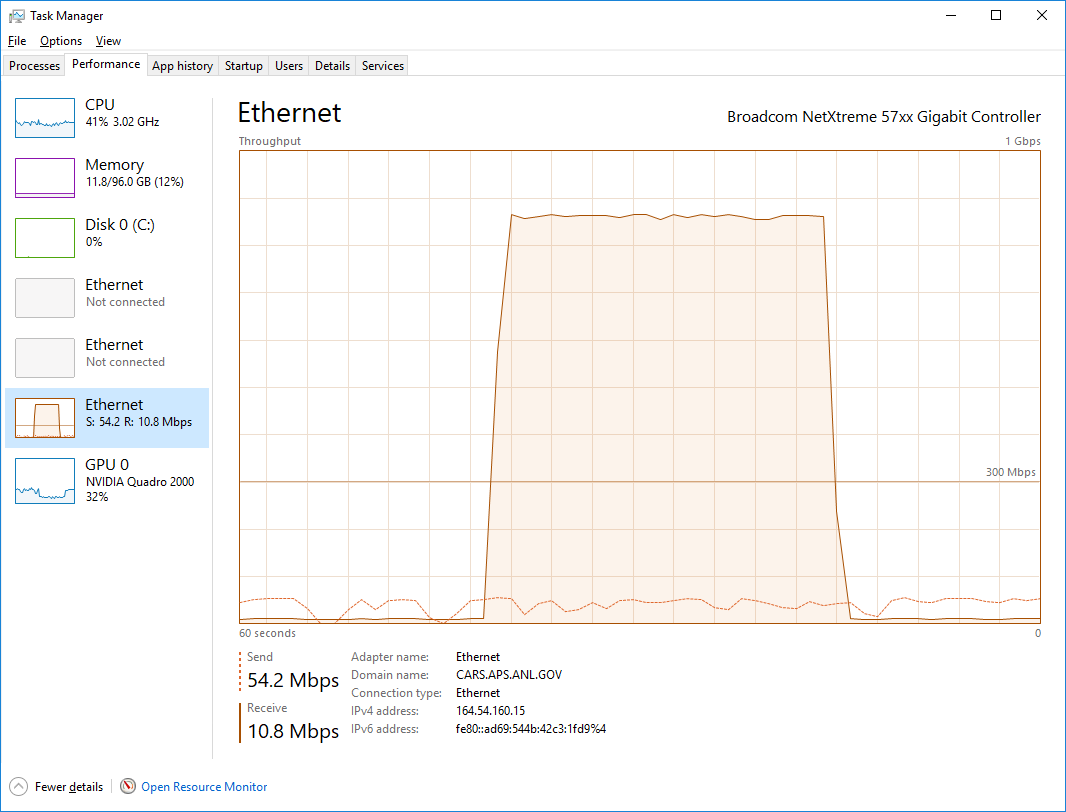 Task Manager
File Options View
Processes Performance App history Startup Users Details Services
CPU
41% 3.02 GHz
Memory
11.8/96.0 GB (12%)
Disk 0 (C:)
0%
Ethernet
Not connected
Ethernet
Not connected
Ethernet
S: 54.2 R: 10.8 Mbps
GPU 0
NVIDIA Quadro 2000
32%
Ethernet
Broadcom NetXtreme 57xx Gigabit Controller
Throughput 1 Gbps
300 Mbps
60 seconds 0
Send
54.2 Mbps
Receive
10.8 Mbps
Adapter name: Ethernet
Domain name: CARS.APS.ANL.GOV
Connection type: Ethernet
IPv4 address: 164.54.160.15
IPv6 address: fe80::ad69:544b:42c3:1fd9%4
Fewer details Open Resource Monitor